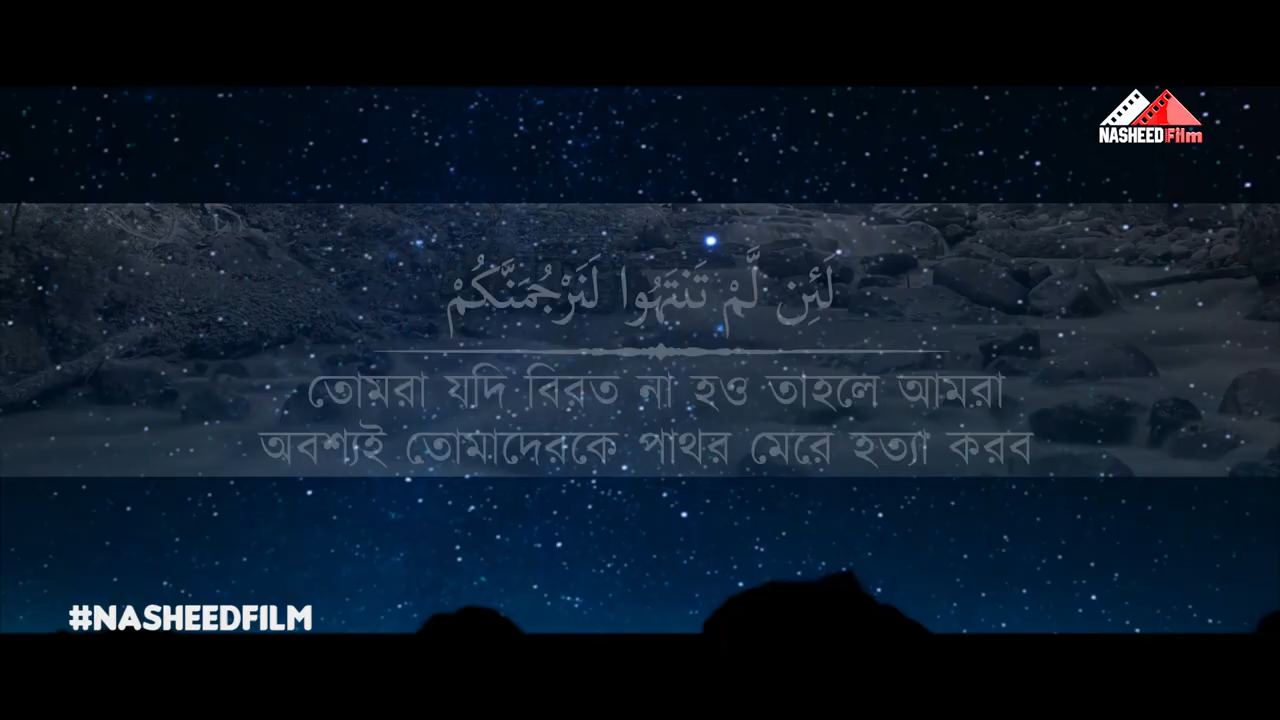 NASHEEDFilm
لَئِن لَّمْ تَنتَهُوا لَنَرْجُمَنَّكُمْ
তোমরা যদি বিরত না হও তাহলে আমরা
অবশ্যই তোমাদেরকে পাথর মেরে হত্যা করব
#NASHEEDFILM